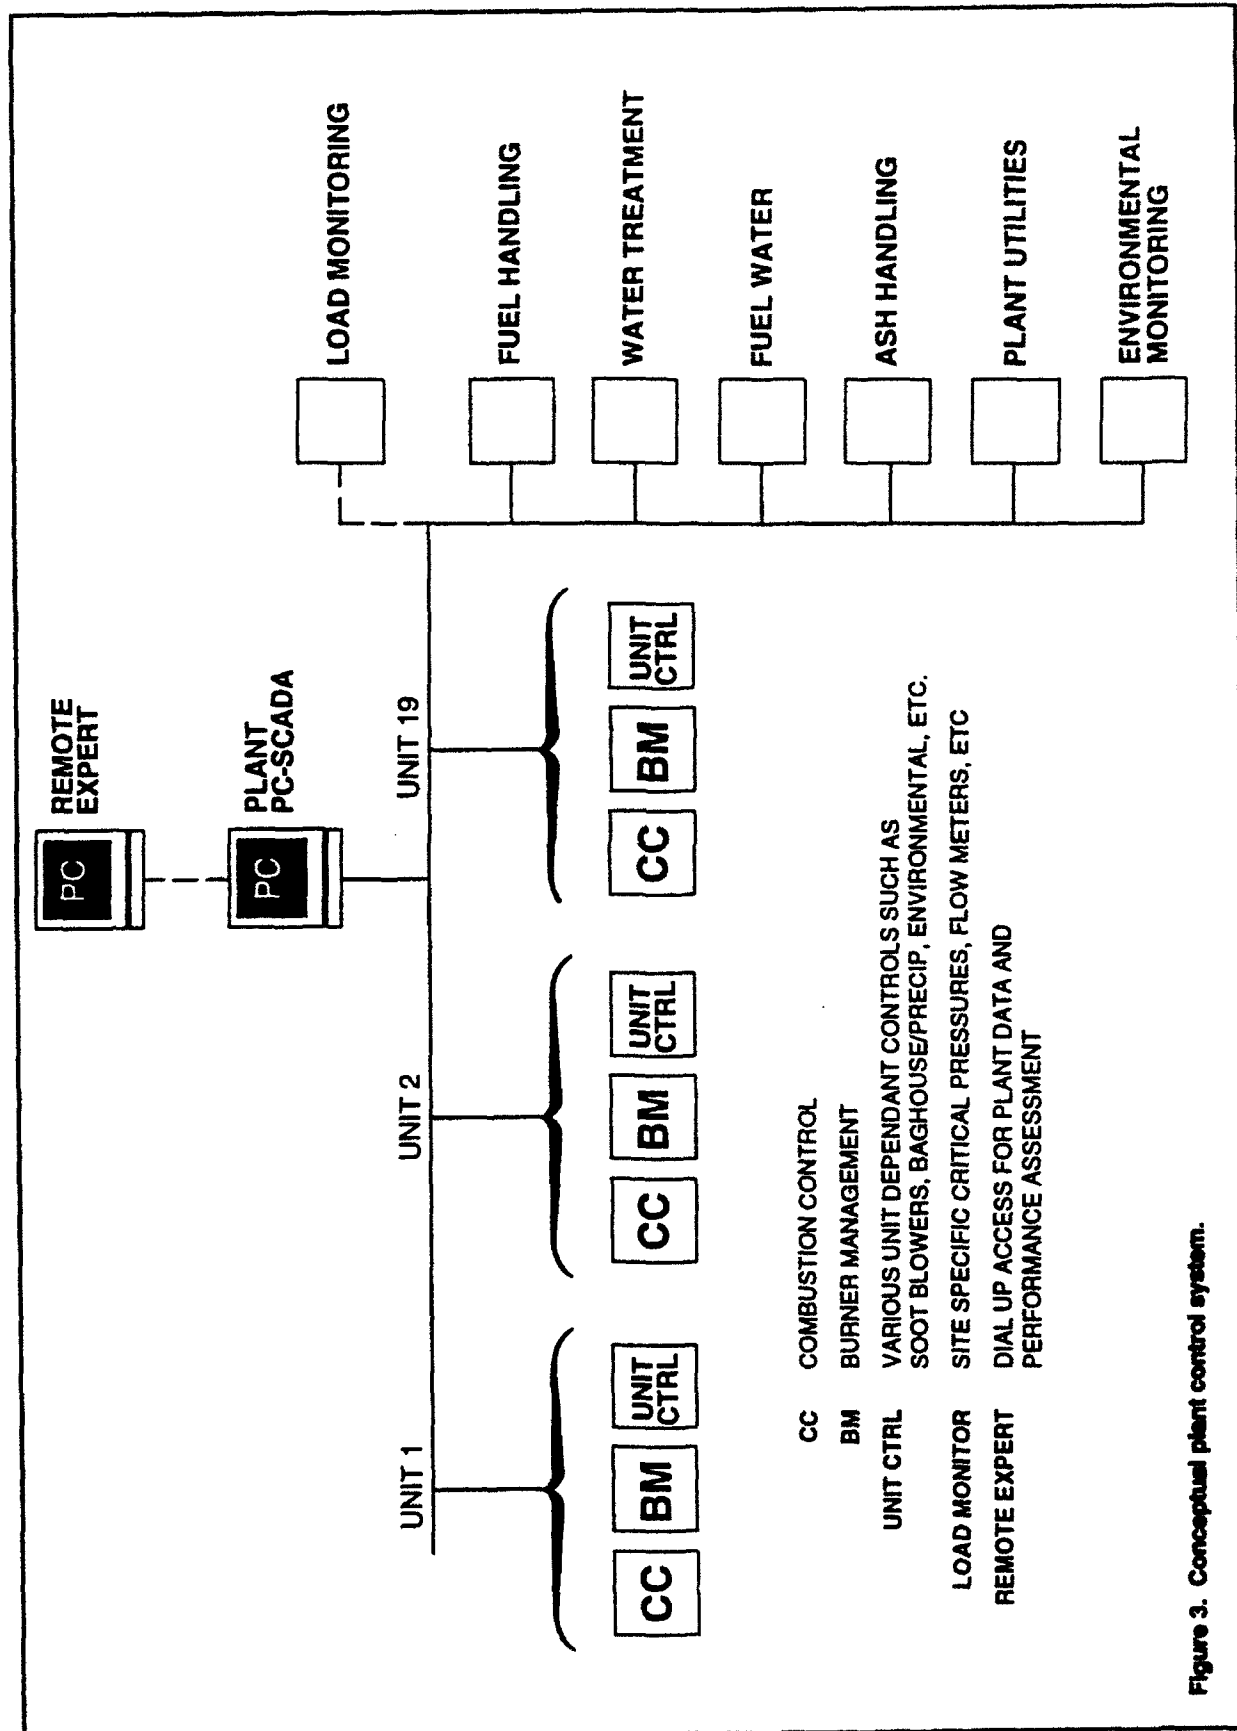 REMOTE
EXPERT
PC
PLANT
PC-SCADA
PC
UNIT 1
UNIT 2
UNIT 19
CC
BM
UNIT
CTRL
CC
BM
UNIT
CTRL
CC
BM
UNIT
CTRL
LOAD MONITORING
FUEL HANDLING
WATER TREATMENT
FUEL WATER
ASH HANDLING
PLANT UTILITIES
ENVIRONMENTAL
MONITORING
CC COMBUSTION CONTROL
BM BURNER MANAGEMENT
UNIT CTRL VARIOUS UNIT DEPENDANT CONTROLS SUCH AS
SOOT BLOWERS, BAGHOUSE/PRECIP, ENVIRONMENTAL, ETC.
LOAD MONITOR SITE SPECIFIC CRITICAL PRESSURES, FLOW METERS, ETC
REMOTE EXPERT DIAL UP ACCESS FOR PLANT DATA AND
PERFORMANCE ASSESSMENT
Figure 3. Conceptual plant control system.